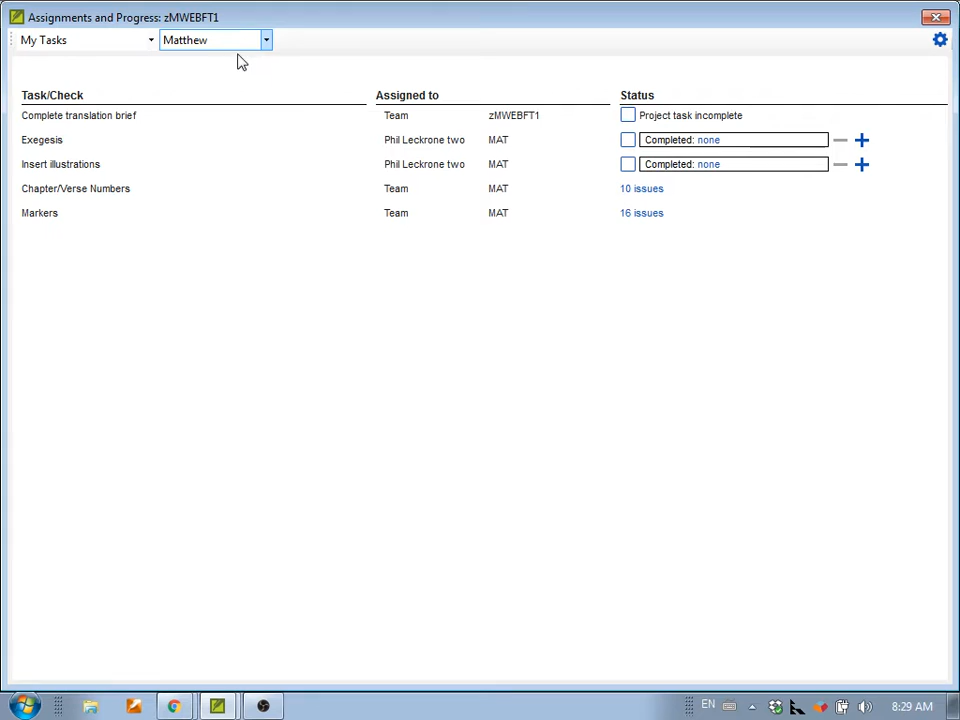 Assignments and Progress: zMWEBFT1
My Tasks Matthew
Task/Check Assigned to Status
Complete translation brief Team zMWEBFT1 Project task incomplete
Exegesis Phil Leckrone two MAT Completed: none
Insert illustrations Phil Leckrone two MAT Completed: none
Chapter/Verse Numbers Team MAT 10 issues
Markers Team MAT 16 issues
EN 8:29 AM